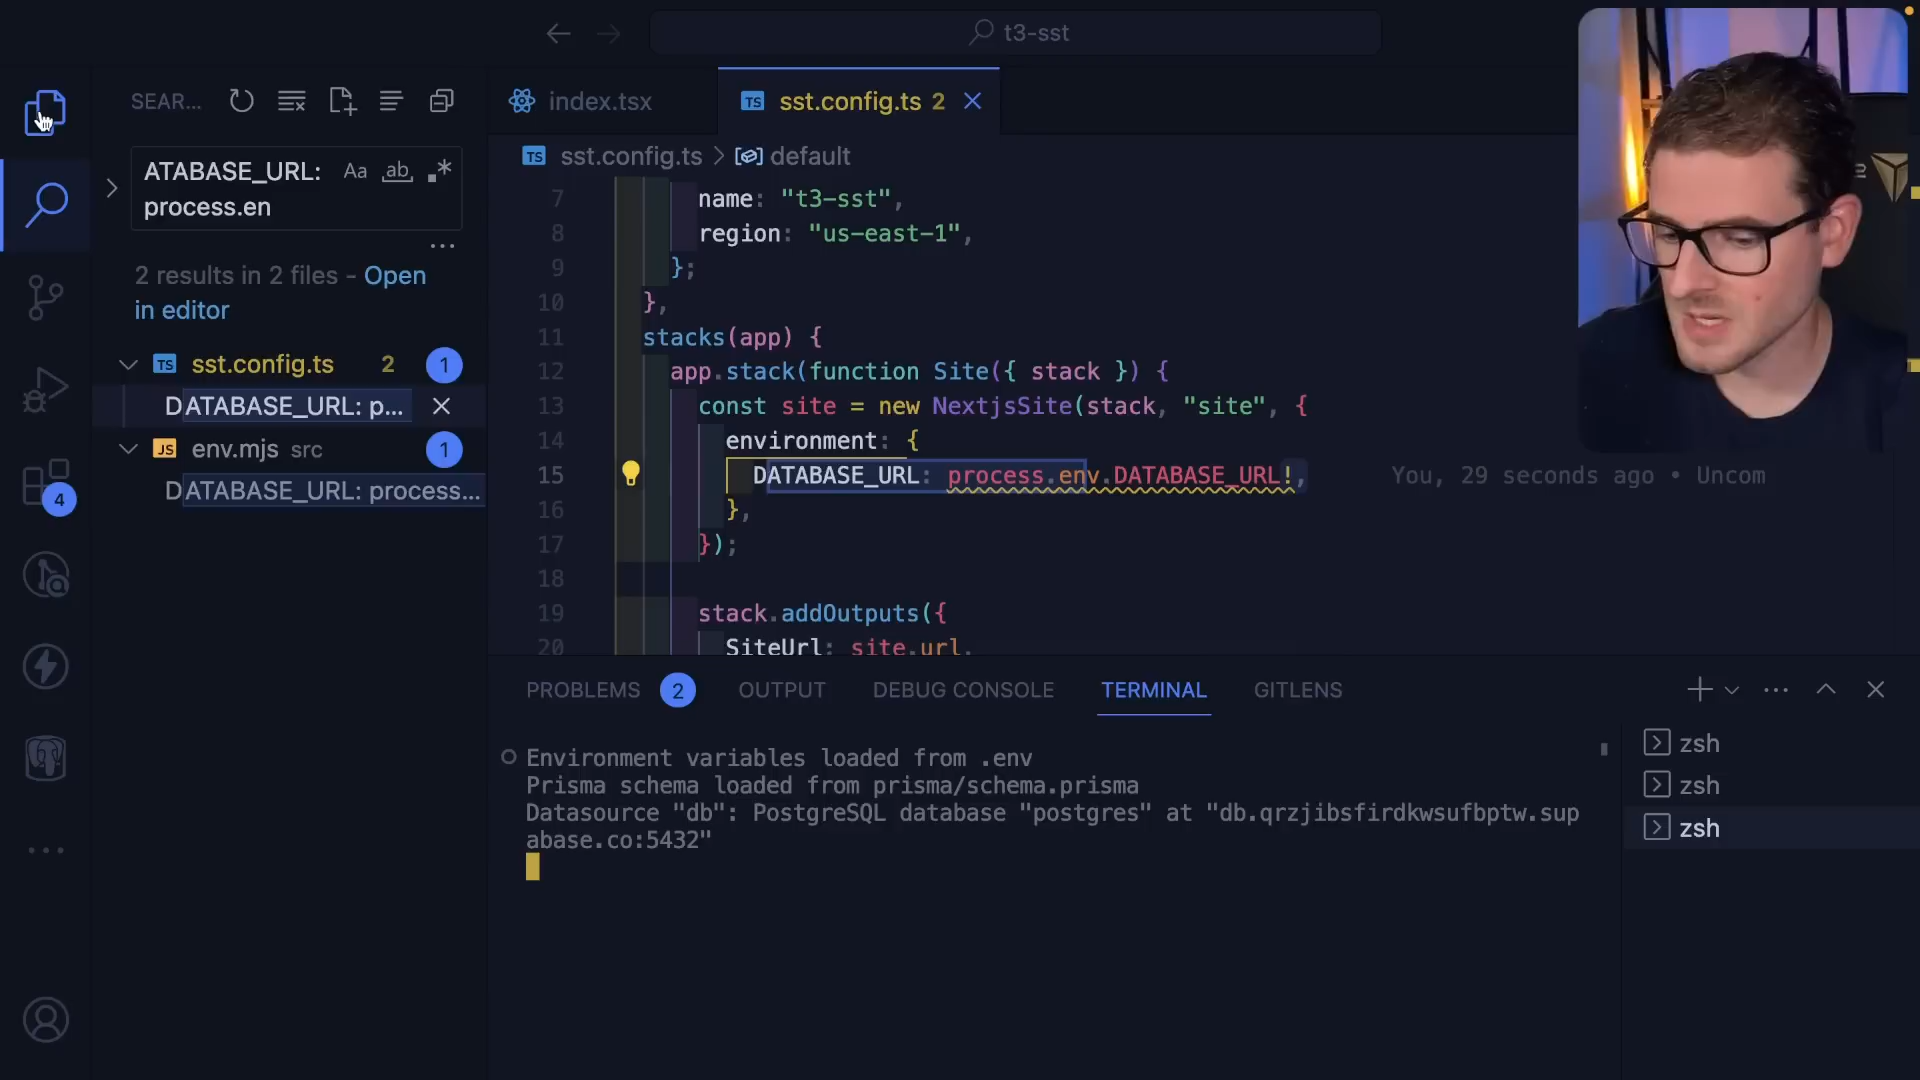 t3-sst
SEAR...
ATABASE_URL:
process.en
Aa
ab
2 results in 2 files - Open
in editor
TS sst.config.ts 2 1
DATABASE_URL: p...
JS env.mjs src 1
DATABASE_URL: process...
4
index.tsx
TS sst.config.ts 2
TS sst.config.ts > default
7 name: "t3-sst",
8 region: "us-east-1",
9 };
10 },
11 stacks(app) {
12 app.stack(function Site({ stack }) {
13 const site = new NextjsSite(stack, "site", {
14 environment: {
15 DATABASE_URL: process.env.DATABASE_URL!, You, 29 seconds ago • Uncom
16 },
17 });
18
19 stack.addOutputs({
20 SiteUrl: site.url,
PROBLEMS 2 OUTPUT DEBUG CONSOLE TERMINAL GITLENS
Environment variables loaded from .env
Prisma schema loaded from prisma/schema.prisma
Datasource "db": PostgreSQL database "postgres" at "db.qrzjibsfirdkwsufbptw.sup
abase.co:5432"
zsh
zsh
zsh